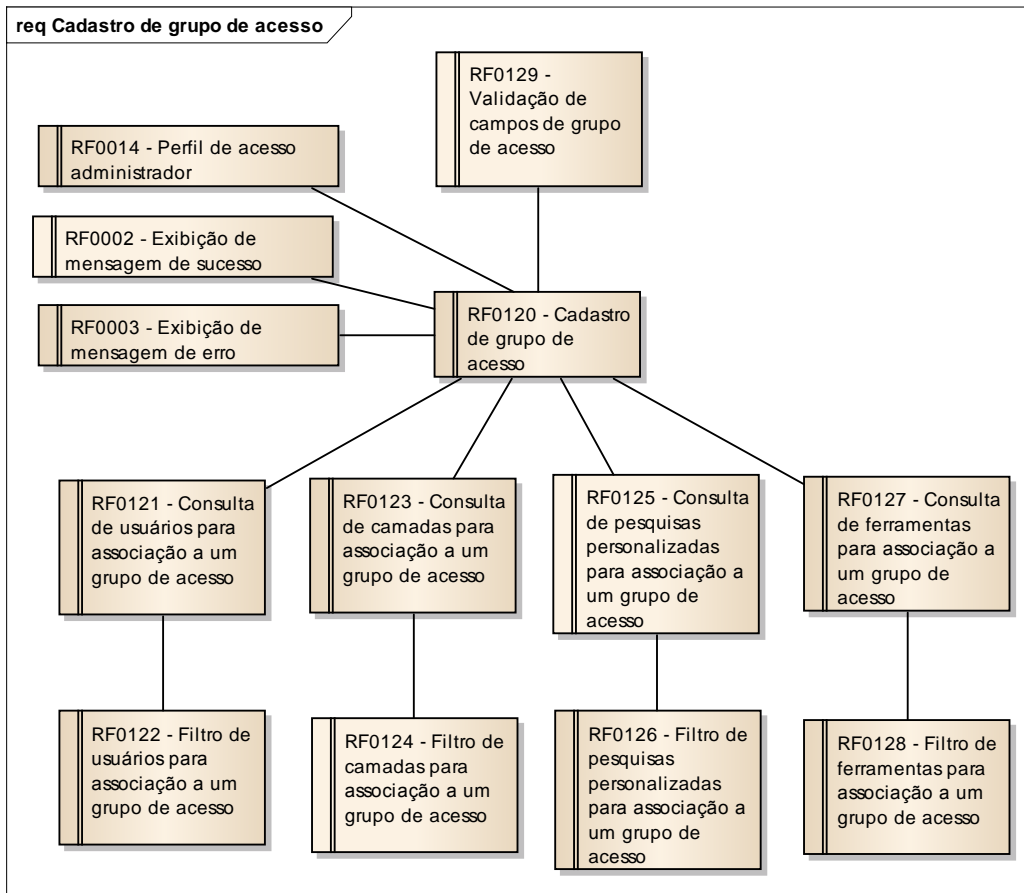 req Cadastro de grupo de acesso
RF0129 -
Validação de
campos de grupo
de acesso
RF0014 - Perfil de acesso
administrador
RF0002 - Exibição de
mensagem de sucesso
RF0003 - Exibição de
mensagem de erro
RF0120 - Cadastro
de grupo de
acesso
RF0121 - Consulta
de usuários para
associação a um
grupo de acesso
RF0123 - Consulta
de camadas para
associação a um
grupo de acesso
RF0125 - Consulta
de pesquisas
personalizadas
para associação a
um grupo de
acesso
RF0127 - Consulta
de ferramentas
para associação a
um grupo de
acesso
RF0122 - Filtro de
usuários para
associação a um
grupo de acesso
RF0124 - Filtro de
camadas para
associação a um
grupo de acesso
RF0126 - Filtro de
pesquisas
personalizadas
para associação a
um grupo de
acesso
RF0128 - Filtro de
ferramentas para
associação a um
grupo de acesso